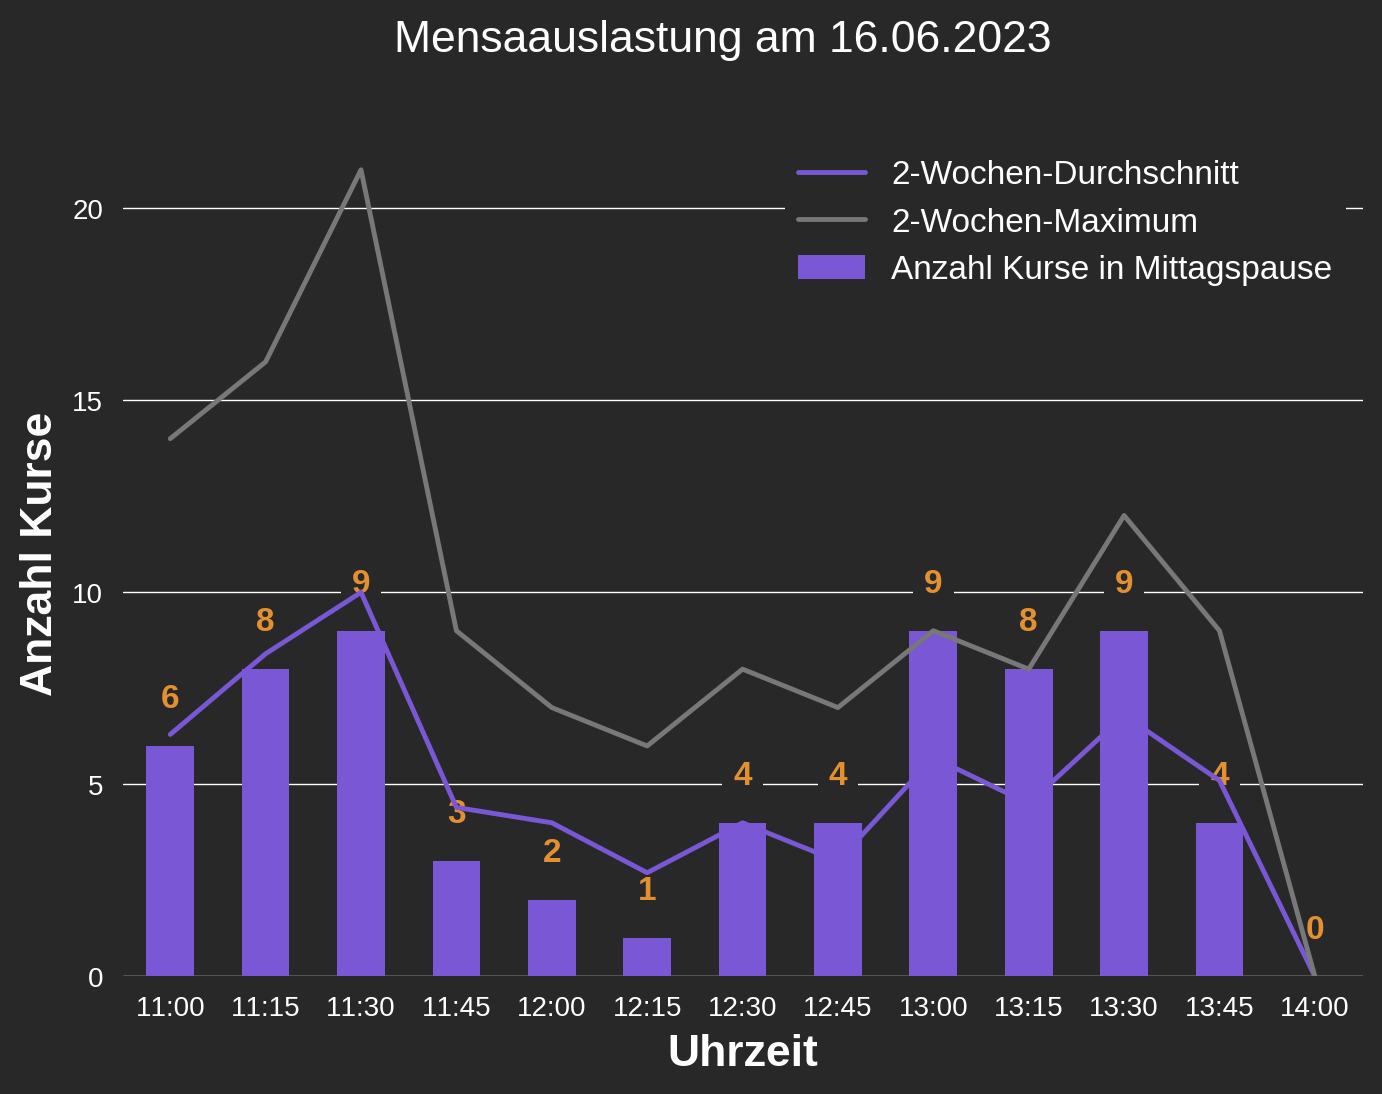 Mensaauslastung am 16.06.2023
2-Wochen-Durchschnitt
2-Wochen-Maximum
Anzahl Kurse in Mittagspause
Anzahl Kurse
20
15
10
5
0
6
8
9
3
2
1
4
4
9
8
9
4
0
11:00 11:15 11:30 11:45 12:00 12:15 12:30 12:45 13:00 13:15 13:30 13:45 14:00
Uhrzeit